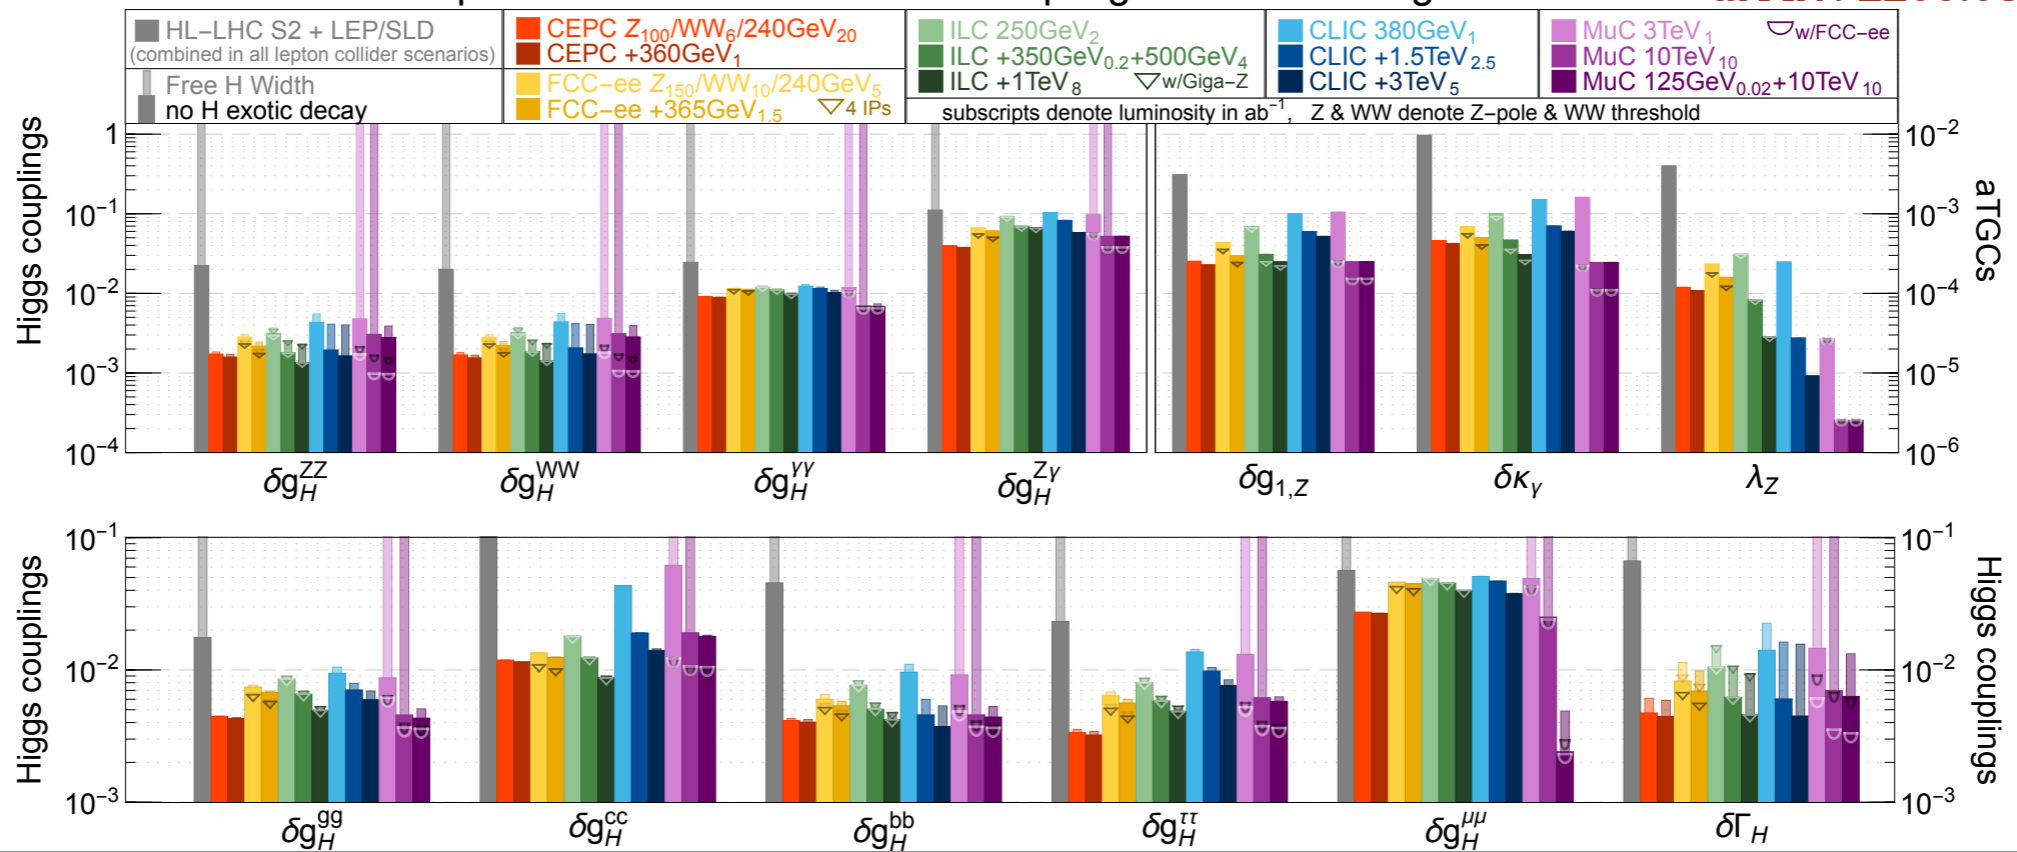 HL−LHC S2 + LEP/SLD
(combined in all lepton collider scenarios)
Free H Width
no H exotic decay
CEPC Z100/WW6/240GeV20
CEPC +360GeV1
FCC−ee Z150/WW10/240GeV5
FCC−ee +365GeV1.5 ▽4 IPs
ILC 250GeV2
ILC +350GeV0.2+500GeV4
ILC +1TeV8 ▽w/Giga−Z
CLIC 380GeV1
CLIC +1.5TeV2.5
CLIC +3TeV5
MuC 3TeV1 w/FCC−ee
MuC 10TeV10
MuC 125GeV0.02+10TeV10
subscripts denote luminosity in ab−1, Z & WW denote Z−pole & WW threshold
Higgs couplings
1
10−1
10−2
10−3
10−4
10−2
10−3
10−4
10−5
10−6
aTGCs
δgHZZ
δgHWW
δgHγγ
δgHZγ
δg1,Z
δκγ
λZ
Higgs couplings
10−1
10−2
10−3
10−1
10−2
10−3
Higgs couplings
δgHgg
δgHcc
δgHbb
δgHττ
δgHμμ
δΓH